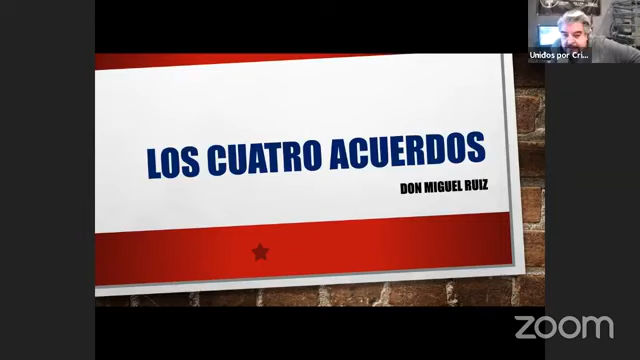 Unidos por Cri...
LOS CUATRO ACUERDOS
DON MIGUEL RUIZ
zoom